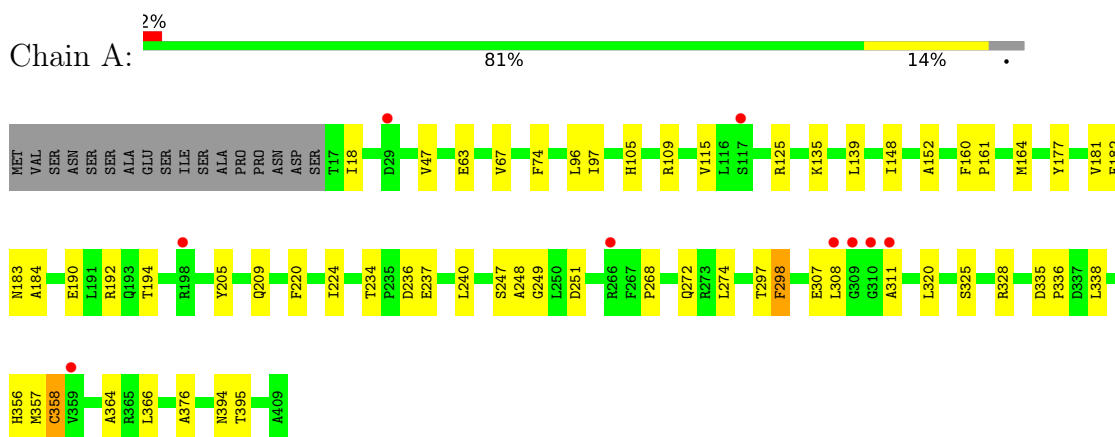 2%
Chain A:
81% 14% •
MET VAL SER ASN SER SER ALA GLU SER ILE SER ALA PRO PRO ASN ASP SER T17 I18 D29 V47 E63 V67 F74 L96 I97 H105 R109 V115 L116 S117 R125 K135 L139 I148 A152 F160 P161 M164 Y177 V181 E182
N183 A184 E190 L191 R192 Q193 T194 R198 Y205 Q209 F220 I224 T234 P235 D236 E237 L240 S247 A248 G249 L250 D251 R266 F267 P268 Q272 R273 L274 T297 F298 E307 L308 G309 G310 A311 L320 S325 R328 D335 P336 D337 L338
H356 M357 C358 V359 A364 R365 L366 A376 N394 T395 A409